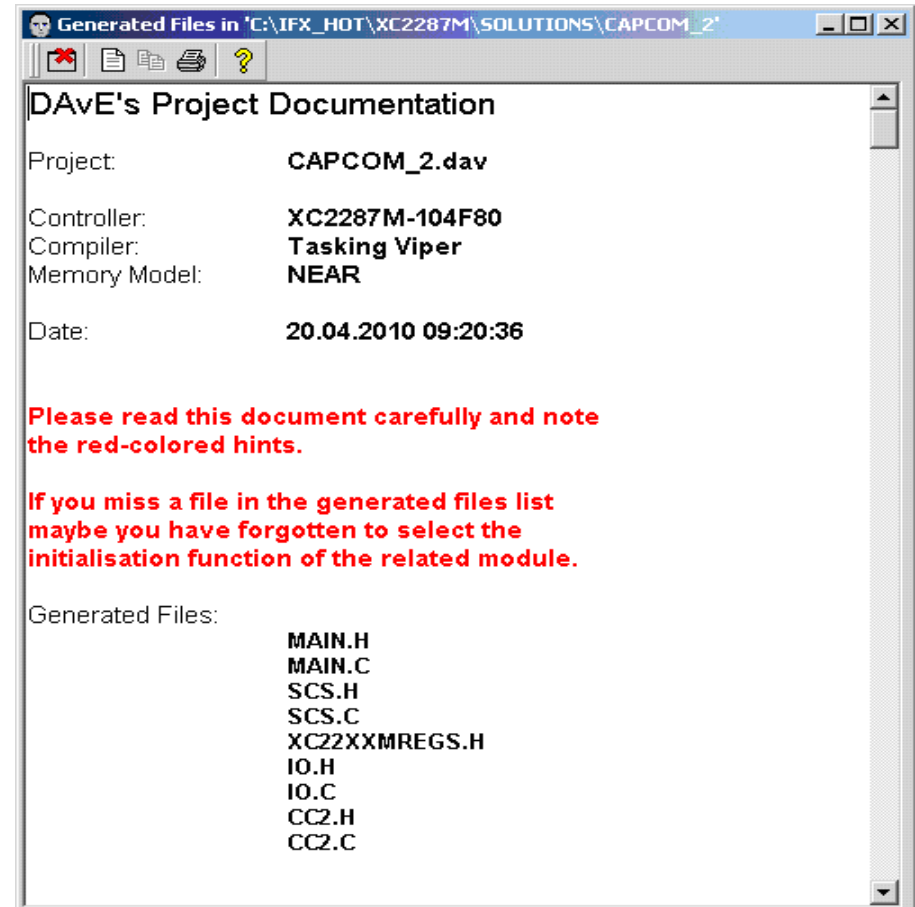 Generated Files in 'C:\IFX_HOT\XC2287M\SOLUTIONS\CAPCOM_2'
DAvE's Project Documentation
Project: CAPCOM_2.dav
Controller: XC2287M-104F80
Compiler: Tasking Viper
Memory Model: NEAR
Date: 20.04.2010 09:20:36
Please read this document carefully and note
the red-colored hints.
If you miss a file in the generated files list
maybe you have forgotten to select the
initialisation function of the related module.
Generated Files:
MAIN.H
MAIN.C
SCS.H
SCS.C
XC22XXMREGS.H
IO.H
IO.C
CC2.H
CC2.C